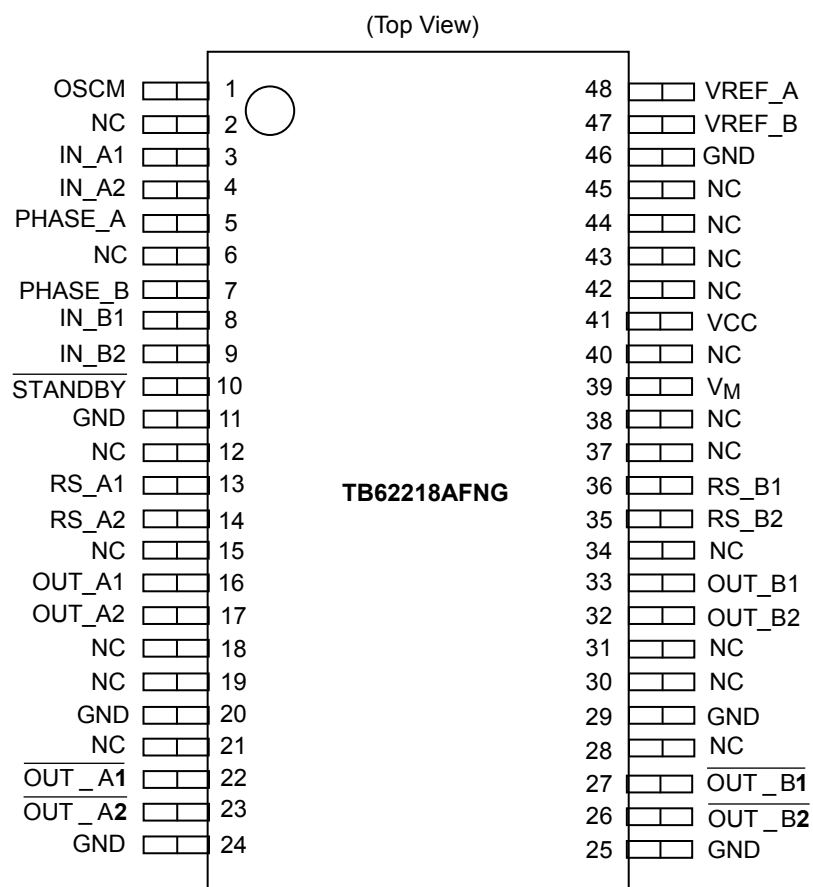 (Top View)
OSCM 1 48 VREF_A
NC 2 47 VREF_B
IN_A1 3 46 GND
IN_A2 4 45 NC
PHASE_A 5 44 NC
NC 6 43 NC
PHASE_B 7 42 NC
IN_B1 8 41 VCC
IN_B2 9 40 NC
STANDBY 10 39 VM
GND 11 38 NC
NC 12 37 NC
RS_A1 13 36 RS_B1
TB62218AFNG
RS_A2 14 35 RS_B2
NC 15 34 NC
OUT_A1 16 33 OUT_B1
OUT_A2 17 32 OUT_B2
NC 18 31 NC
NC 19 30 NC
GND 20 29 GND
NC 21 28 NC
OUT_A1 22 27 OUT_B1
OUT_A2 23 26 OUT_B2
GND 24 25 GND